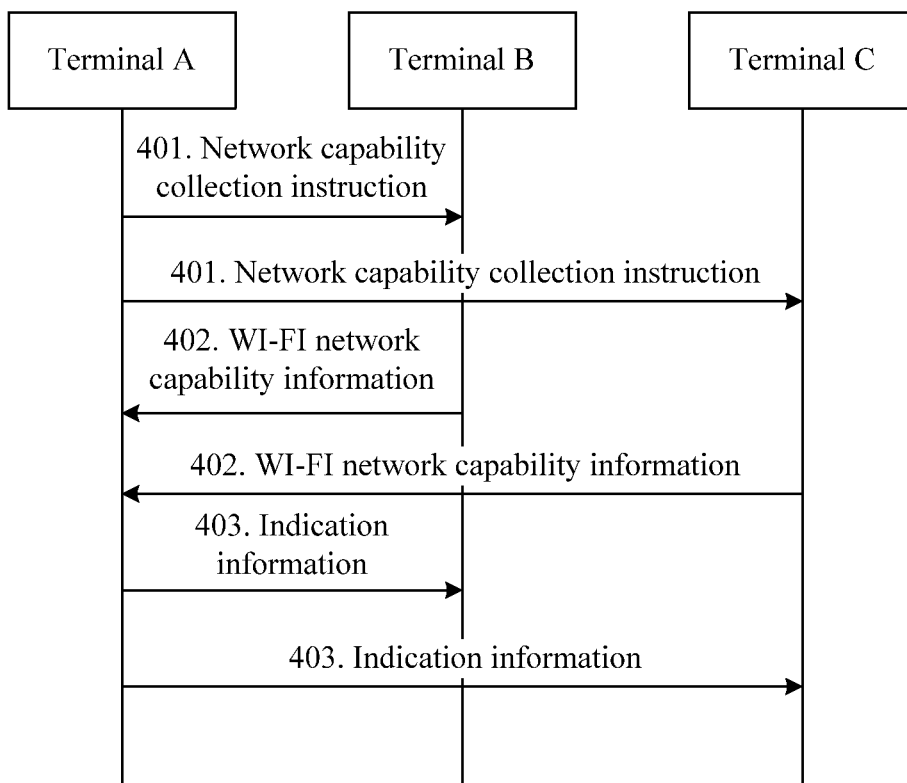 Terminal A
Terminal B
Terminal C
401. Network capability
collection instruction
401. Network capability collection instruction
402. WI-FI network
capability information
402. WI-FI network capability information
403. Indication
information
403. Indication information